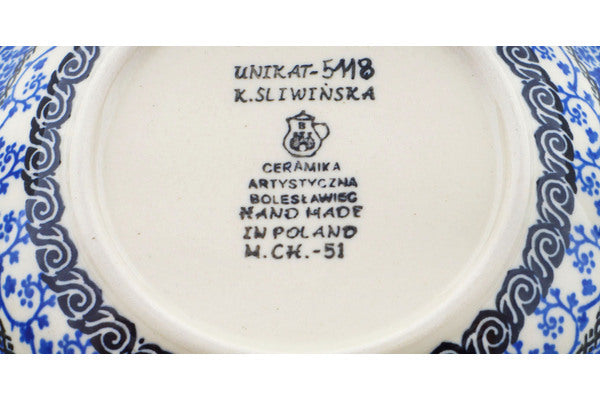 UNIKAT-5118
K.SLIWIŃSKA
B
CERAMIKA
ARTYSTYCZNA
BOLESŁAWIEC
HAND MADE
IN POLAND
M.CH.-51